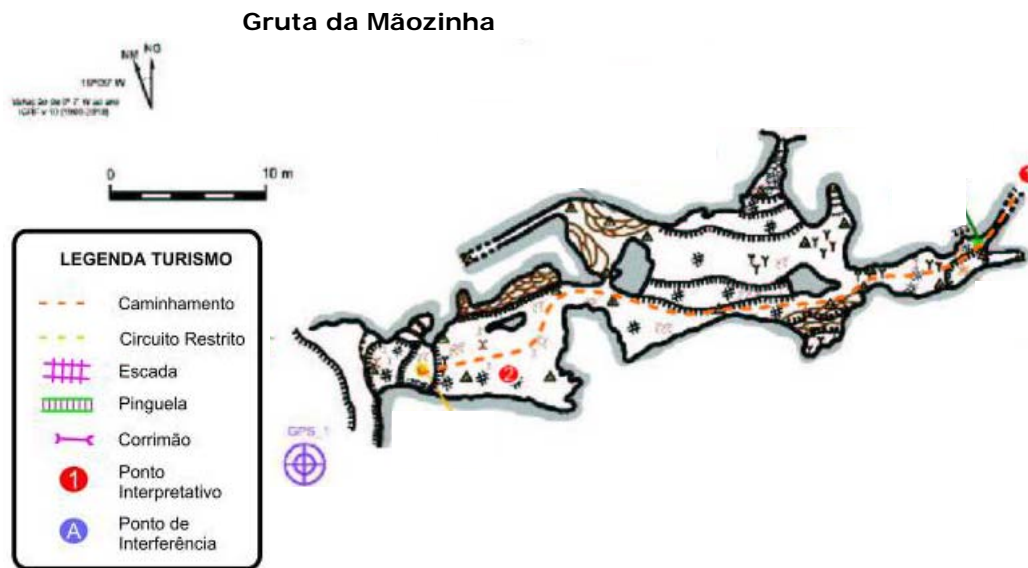 Gruta da Mãozinha
NM NG
0 10 m
LEGENDA TURISMO
Caminhamento
Circuito Restrito
Escada
Pinguela
Corrimão
1 Ponto
Interpretativo
A Ponto de
Interferência
2
GPS_1